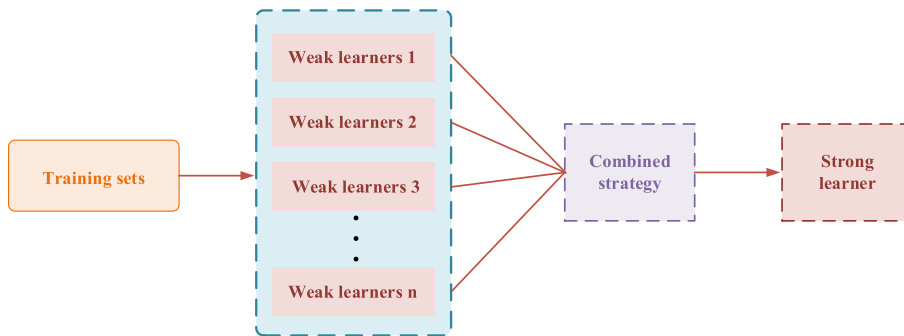 Training sets
Weak learners 1
Weak learners 2
Weak learners 3
Weak learners n
Combined
strategy
Strong
learner